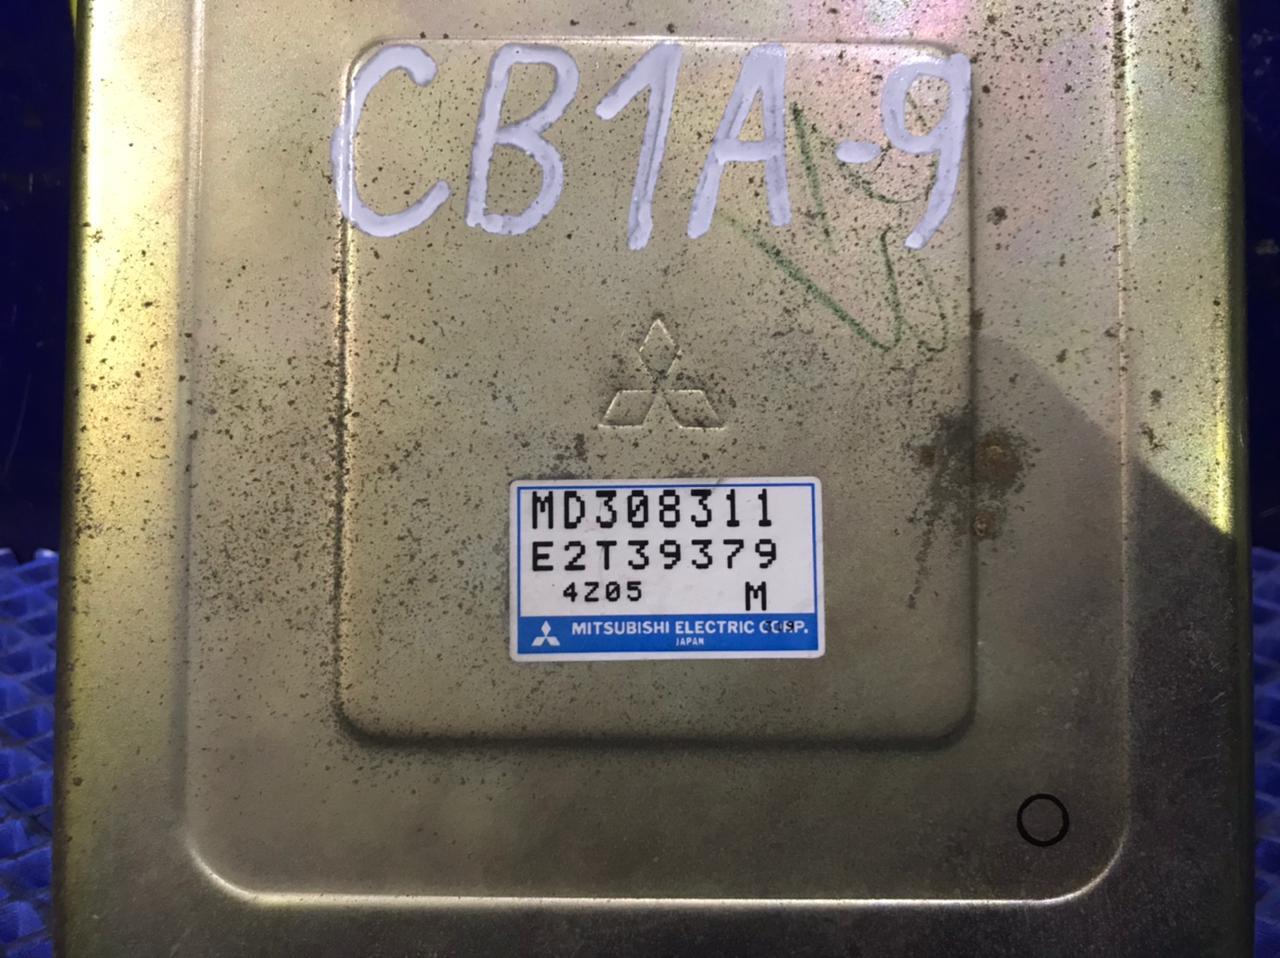 CB1A-9
MD308311
E2T39379
4Z05 M
MITSUBISHI ELECTRIC CORP.
JAPAN